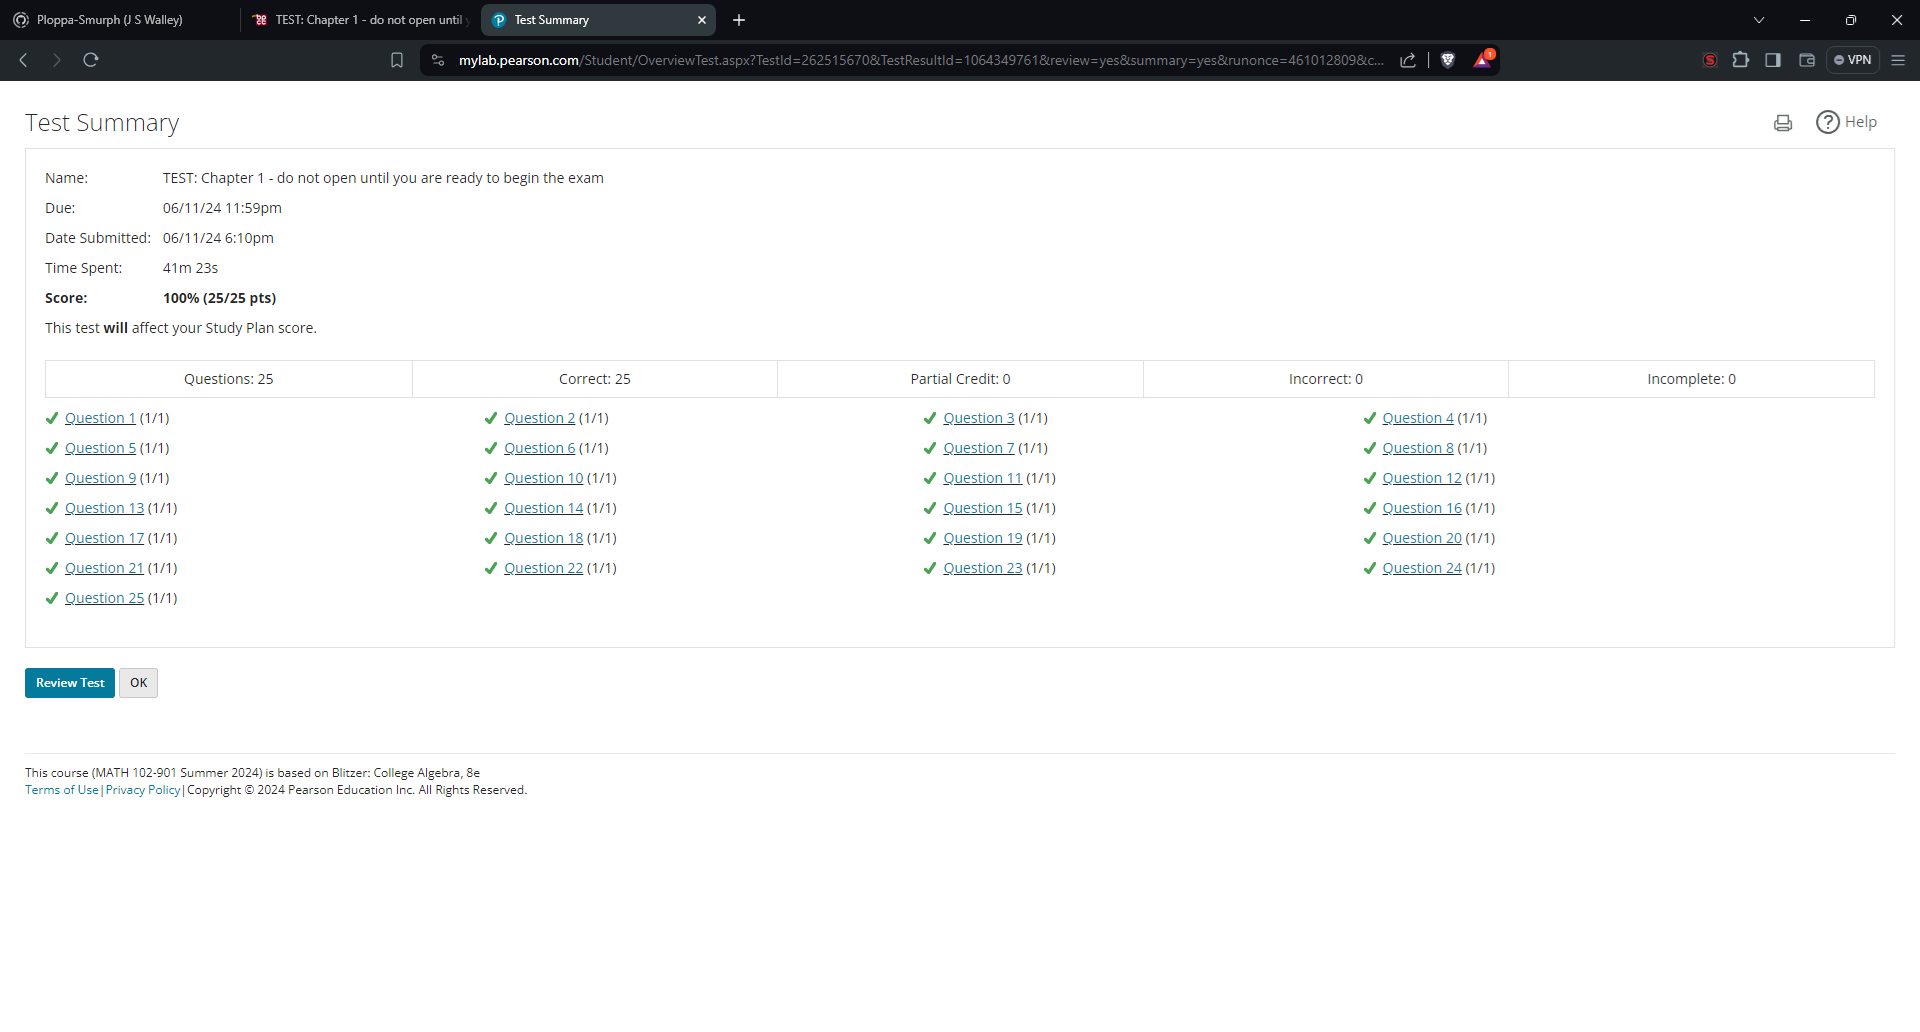 Ploppa-Smurph (J S Walley)
TEST: Chapter 1 - do not open until
Test Summary
mylab.pearson.com/Student/OverviewTest.aspx?TestId=262515670&TestResultId=1064349761&review=yes&summary=yes&runonce=461012809&c...
1
S
VPN
Test Summary
? Help
Name: TEST: Chapter 1 - do not open until you are ready to begin the exam
Due: 06/11/24 11:59pm
Date Submitted: 06/11/24 6:10pm
Time Spent: 41m 23s
Score: 100% (25/25 pts)
This test will affect your Study Plan score.
Questions: 25 Correct: 25 Partial Credit: 0 Incorrect: 0 Incomplete: 0
Question 1 (1/1) Question 2 (1/1) Question 3 (1/1) Question 4 (1/1)
Question 5 (1/1) Question 6 (1/1) Question 7 (1/1) Question 8 (1/1)
Question 9 (1/1) Question 10 (1/1) Question 11 (1/1) Question 12 (1/1)
Question 13 (1/1) Question 14 (1/1) Question 15 (1/1) Question 16 (1/1)
Question 17 (1/1) Question 18 (1/1) Question 19 (1/1) Question 20 (1/1)
Question 21 (1/1) Question 22 (1/1) Question 23 (1/1) Question 24 (1/1)
Question 25 (1/1)
Review Test OK
This course (MATH 102-901 Summer 2024) is based on Blitzer: College Algebra, 8e
Terms of Use|Privacy Policy|Copyright © 2024 Pearson Education Inc. All Rights Reserved.